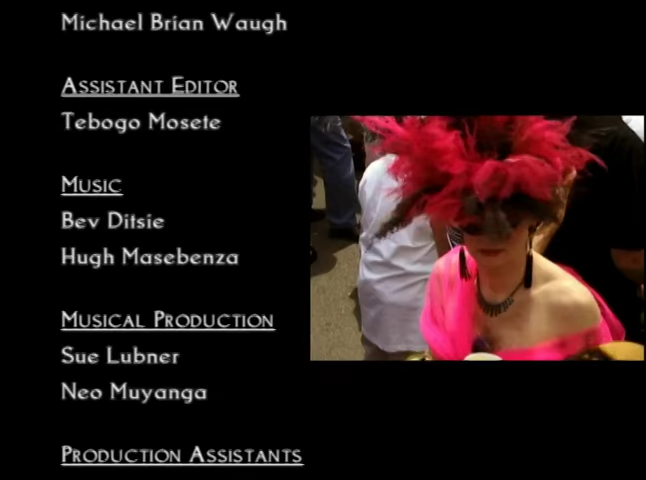 Michael Brian Waugh
Assistant Editor
Tebogo Mosete
Music
Bev Ditsie
Hugh Masebenza
Musical Production
Sue Lubner
Neo Muyanga
Production Assistants